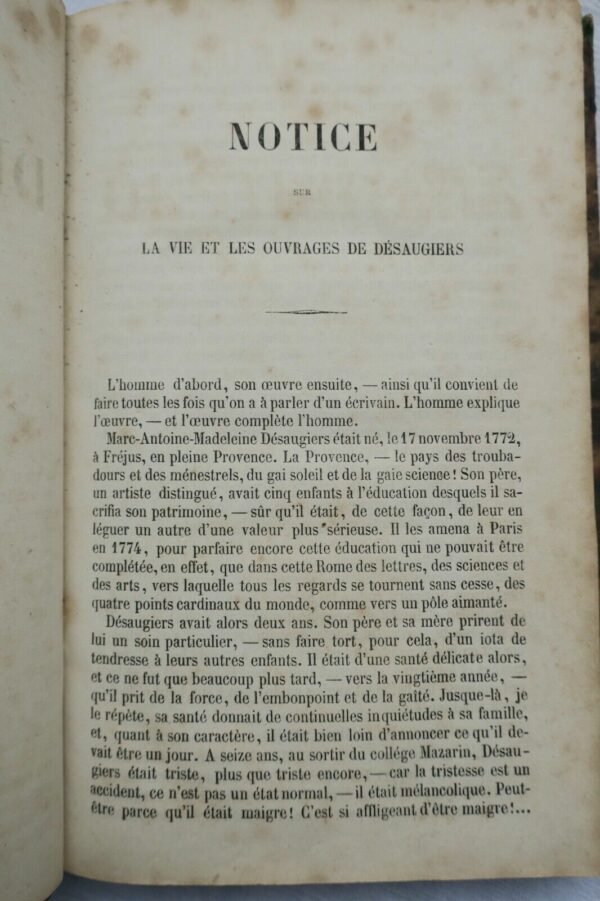 NOTICE
SUR
LA VIE ET LES OUVRAGES DE DÉSAUGIERS
L'homme d'abord, son œuvre ensuite, — ainsi qu'il convient de
faire toutes les fois qu'on a à parler d'un écrivain. L'homme explique
l'œuvre, — et l'œuvre complète l'homme.
Marc-Antoine-Madeleine Désaugiers était né, le 17 novembre 1772,
à Fréjus, en pleine Provence. La Provence, — le pays des trouba-
dours et des ménestrels, du gai soleil et de la gaie science! Son père,
un artiste distingué, avait cinq enfants à l'éducation desquels il sa-
crifia son patrimoine, — sûr qu'il était, de cette façon, de leur en
léguer un autre d'une valeur plus sérieuse. Il les amena à Paris
en 1774, pour parfaire encore cette éducation qui ne pouvait être
complétée, en effet, que dans cette Rome des lettres, des sciences et
des arts, vers laquelle tous les regards se tournent sans cesse, des
quatre points cardinaux du monde, comme vers un pôle aimanté.
Désaugiers avait alors deux ans. Son père et sa mère prirent de
lui un soin particulier, — sans faire tort, pour cela, d'un iota de
tendresse à leurs autres enfants. Il était d'une santé délicate alors,
et ce ne fut que beaucoup plus tard, — vers la vingtième année, —
qu'il prit de la force, de l'embonpoint et de la gaîté. Jusque-là, je
le répète, sa santé donnait de continuelles inquiétudes à sa famille,
et, quant à son caractère, il était bien loin d'annoncer ce qu'il de-
vait être un jour. A seize ans, au sortir du collége Mazarin, Désau-
giers était triste, plus que triste encore, — car la tristesse est un
accident, ce n'est pas un état normal, — il était mélancolique. Peut-
être parce qu'il était maigre! C'est si affligeant d'être maigre!...